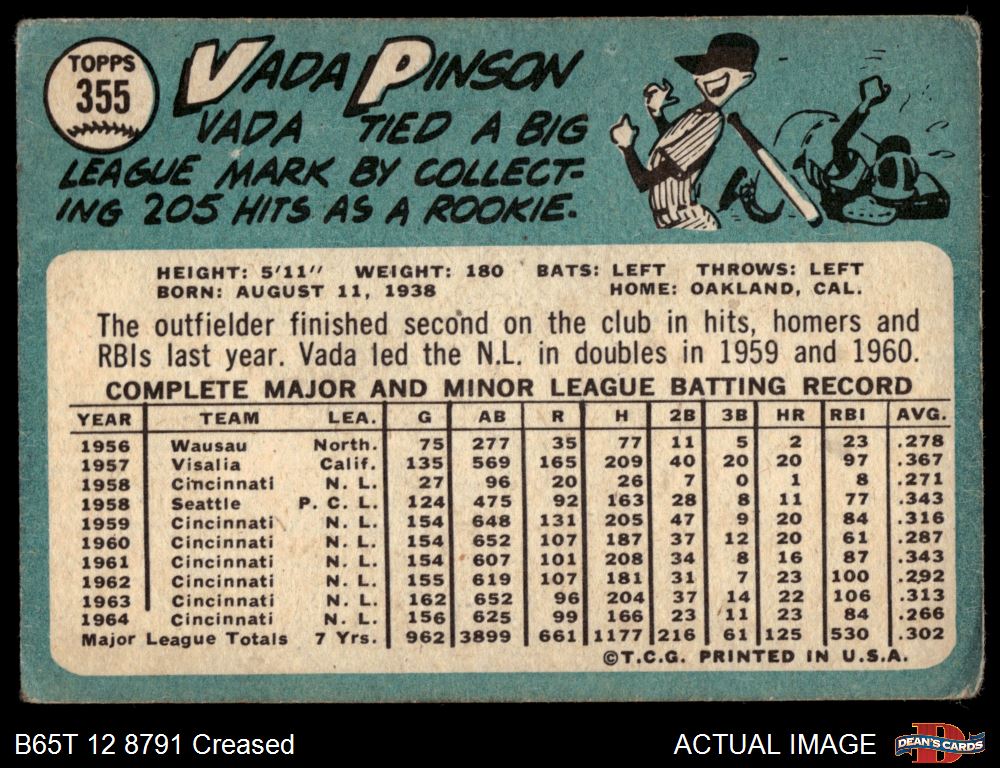 TOPPS
355
VADA PINSON
VADA TIED A BIG
LEAGUE MARK BY COLLECT-
ING 205 HITS AS A ROOKIE.
HEIGHT: 5'11" WEIGHT: 180 BATS: LEFT THROWS: LEFT
BORN: AUGUST 11, 1938 HOME: OAKLAND, CAL.
The outfielder finished second on the club in hits, homers and
RBIs last year. Vada led the N.L. in doubles in 1959 and 1960.
COMPLETE MAJOR AND MINOR LEAGUE BATTING RECORD
YEAR TEAM LEA. G AB R H 2B 3B HR RBI AVG.
1956 Wausau North. 75 277 35 77 11 5 2 23 .278
1957 Visalia Calif. 135 569 165 209 40 20 20 97 .367
1958 Cincinnati N. L. 27 96 20 26 7 0 1 8 .271
1958 Seattle P. C. L. 124 475 92 163 28 8 11 77 .343
1959 Cincinnati N. L. 154 648 131 205 47 9 20 84 .316
1960 Cincinnati N. L. 154 652 107 187 37 12 20 61 .287
1961 Cincinnati N. L. 154 607 101 208 34 8 16 87 .343
1962 Cincinnati N. L. 155 619 107 181 31 7 23 100 .292
1963 Cincinnati N. L. 162 652 96 204 37 14 22 106 .313
1964 Cincinnati N. L. 156 625 99 166 23 11 23 84 .266
Major League Totals 7 Yrs. 962 3899 661 1177 216 61 125 530 .302
©T.C.G. PRINTED IN U.S.A.
B65T 12 8791 Creased
ACTUAL IMAGE
D
DEAN'S CARDS